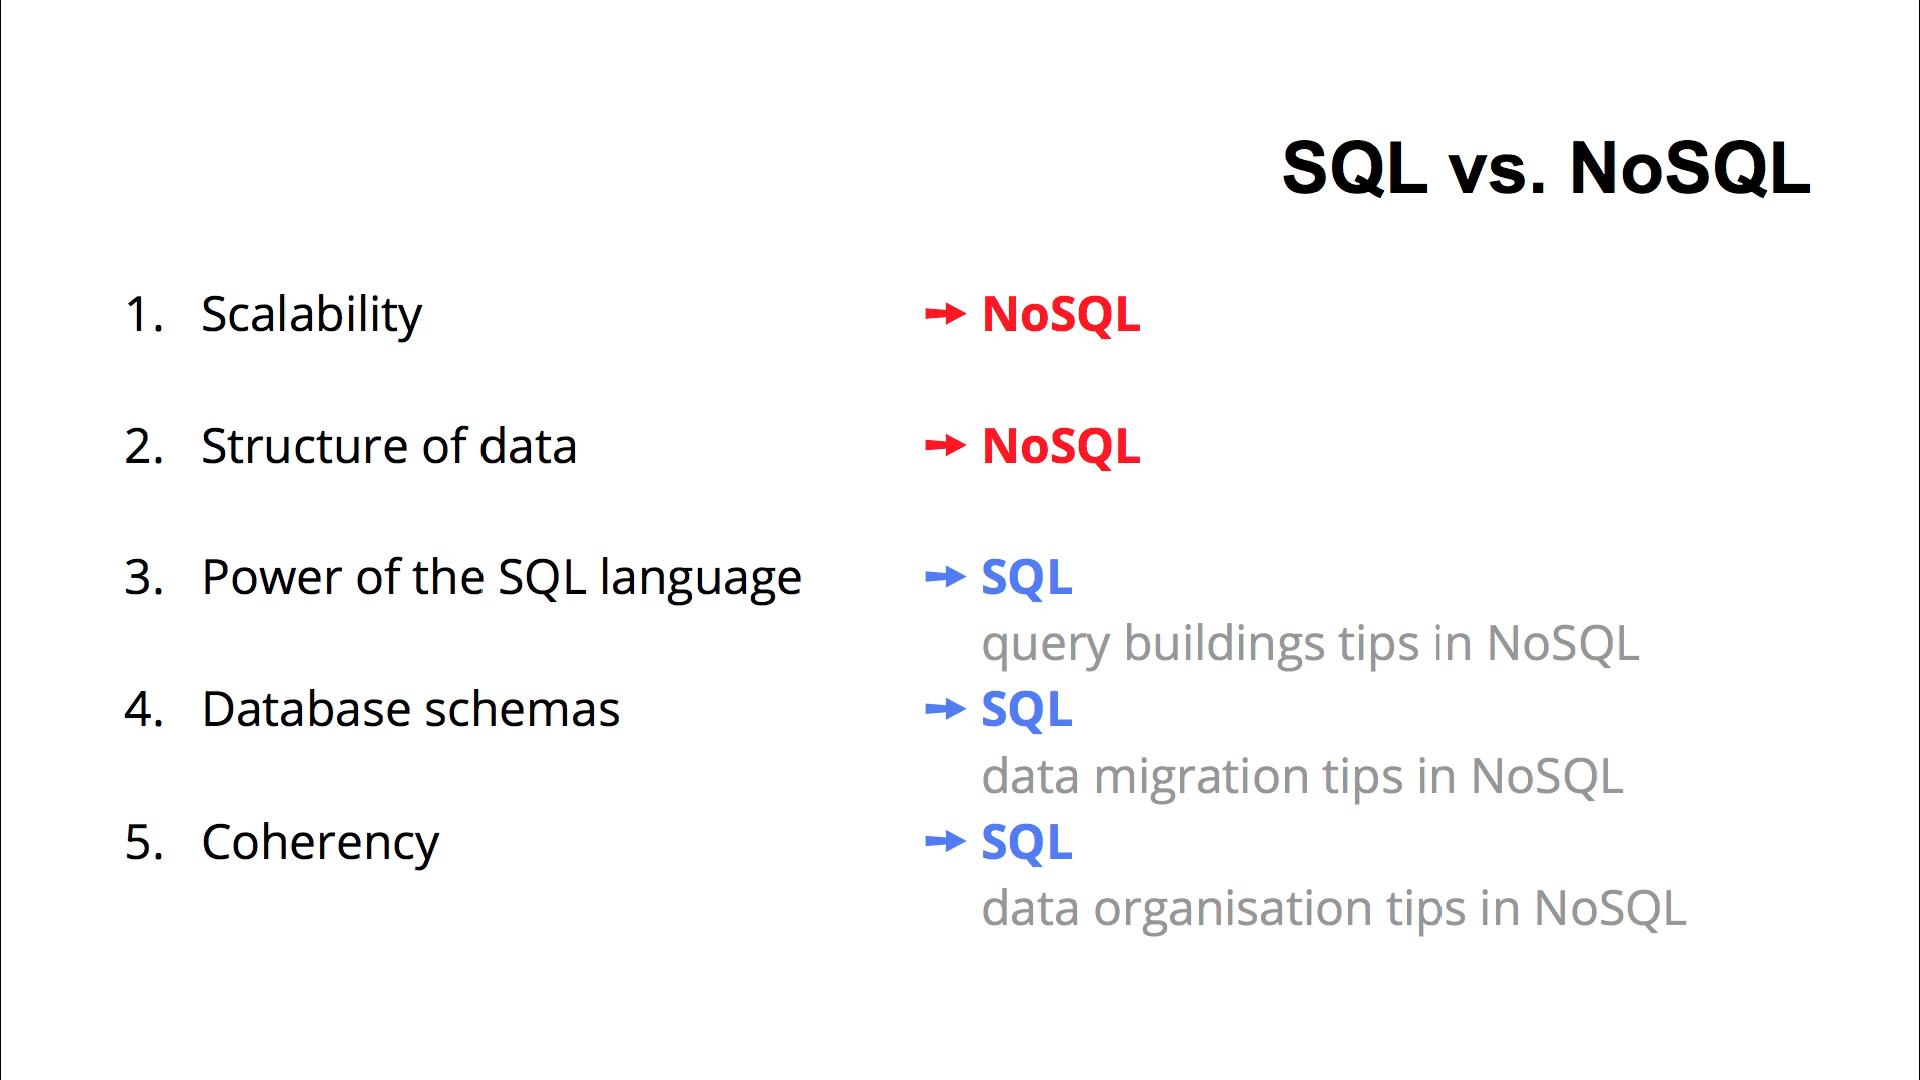 SQL vs. NoSQL
1. Scalability ➞ NoSQL
2. Structure of data ➞ NoSQL
3. Power of the SQL language ➞ SQL
query buildings tips in NoSQL
4. Database schemas ➞ SQL
data migration tips in NoSQL
5. Coherency ➞ SQL
data organisation tips in NoSQL